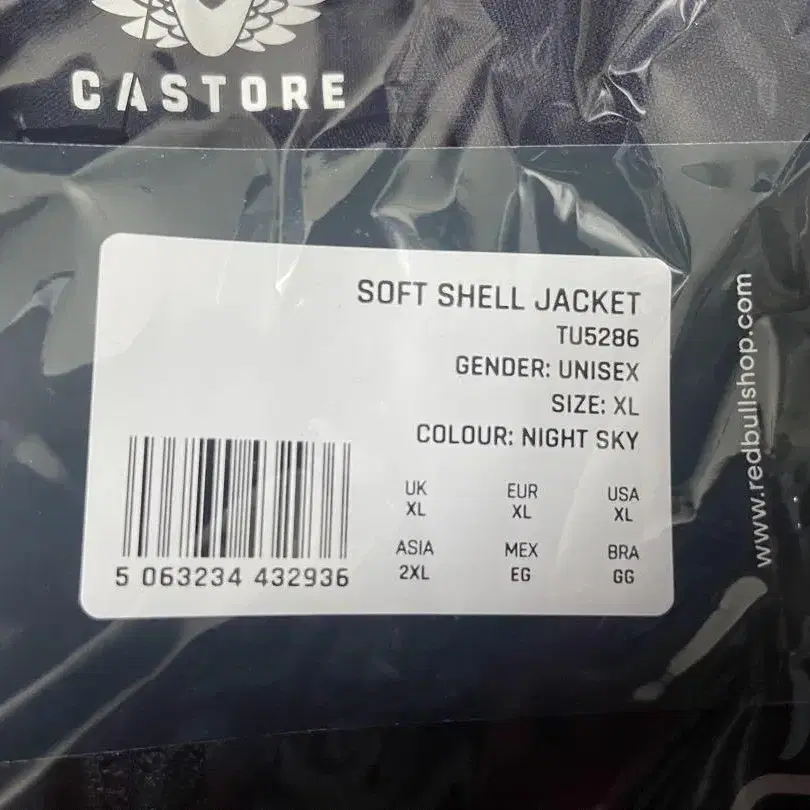 CASTORE
SOFT SHELL JACKET
TU5286
GENDER: UNISEX
SIZE: XL
COLOUR: NIGHT SKY
UK EUR USA
XL XL XL
ASIA MEX BRA
2XL EG GG
5 063234 432936
www.redbullshop.com